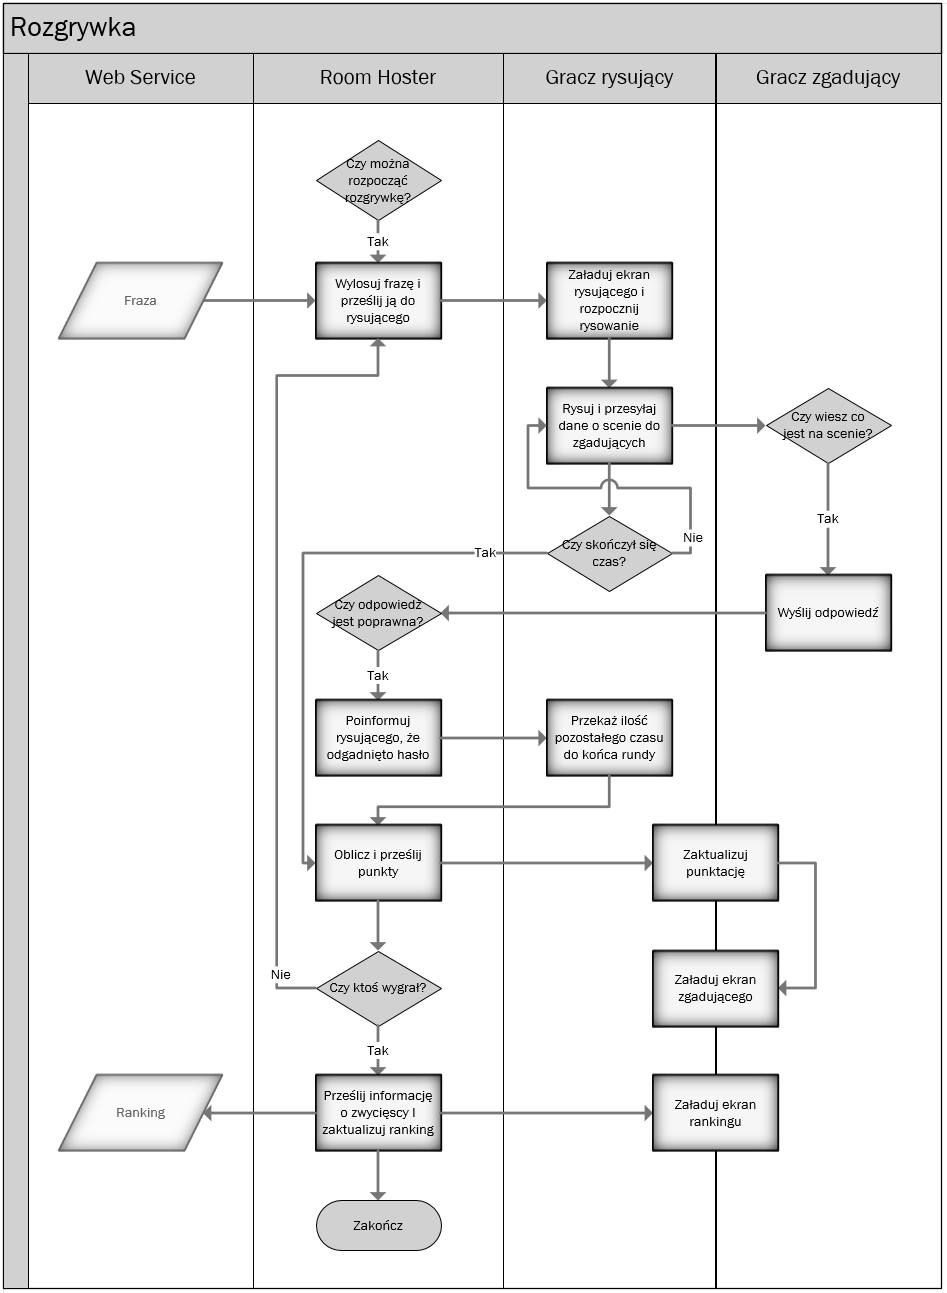 Rozgrywka
Web Service
Room Hoster
Gracz rysujący
Gracz zgadujący
Czy można
rozpocząć
rozgrywkę?
Tak
Fraza
Wylosuj frazę i
prześlij ją do
rysującego
Załaduj ekran
rysującego i
rozpocznij
rysowanie
Rysuj i przesyłaj
dane o scenie do
zgadujących
Czy wiesz co
jest na scenie?
Tak
Nie
Czy skończył się
czas?
Tak
Czy odpowiedź
jest poprawna?
Wyślij odpowiedź
Tak
Poinformuj
rysującego, że
odgadnięto hasło
Przekaż ilość
pozostałego czasu
do końca rundy
Oblicz i prześlij
punkty
Zaktualizuj
punktację
Nie
Czy ktoś wygrał?
Załaduj ekran
zgadującego
Tak
Ranking
Prześlij informację
o zwycięscy I
zaktualizuj ranking
Załaduj ekran
rankingu
Zakończ